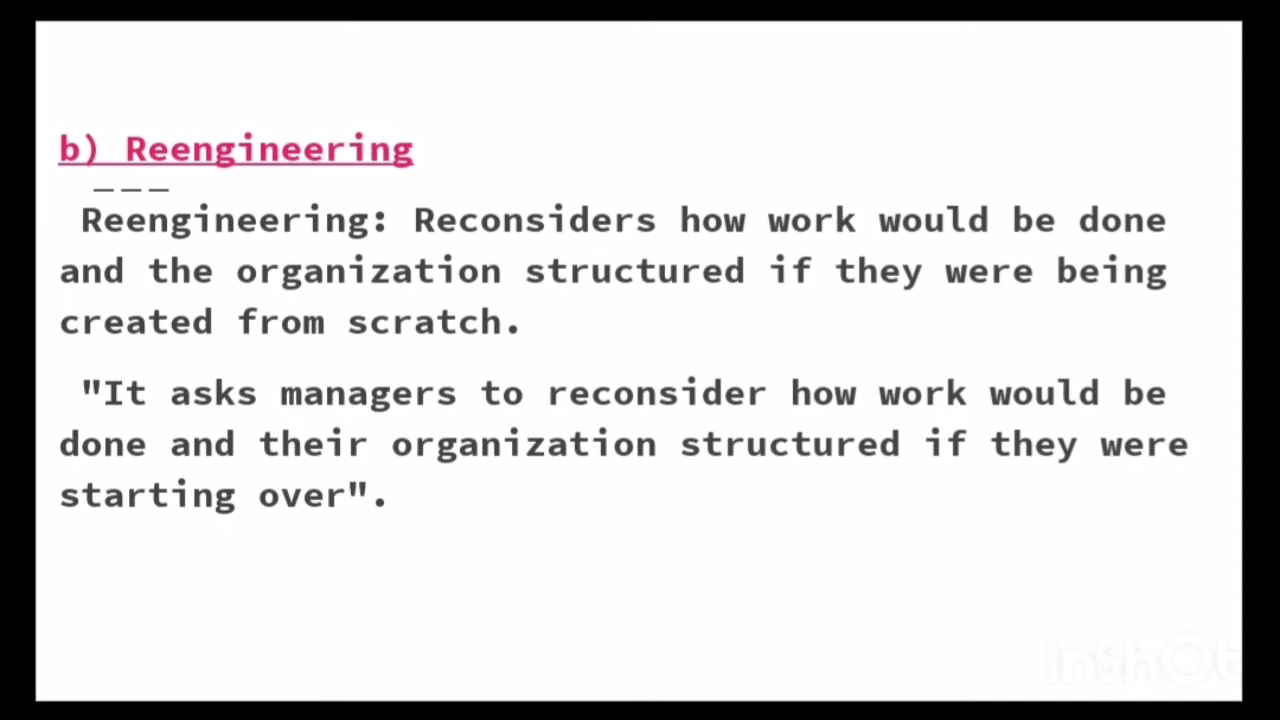 b) Reengineering
___
Reengineering: Reconsiders how work would be done
and the organization structured if they were being
created from scratch.
"It asks managers to reconsider how work would be
done and their organization structured if they were
starting over".
InShOt